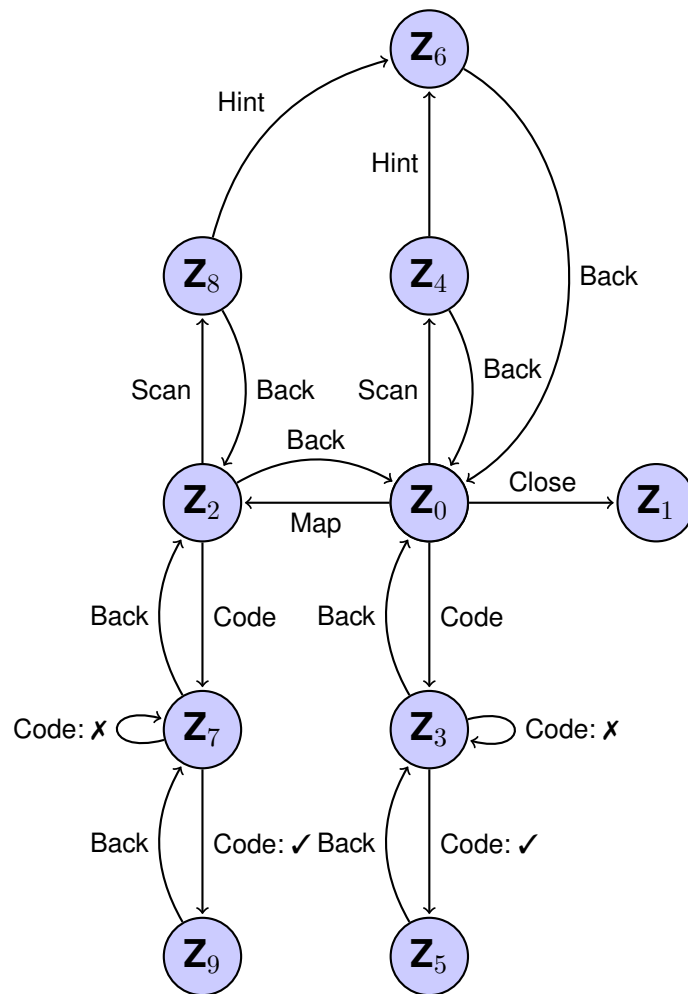 Z6
Hint
Hint
Z8
Z4
Back
Scan
Back
Scan
Back
Back
Z2
Z0
Close
Z1
Map
Back
Code
Back
Code
Code: ✗
Z7
Z3
Code: ✗
Back
Code: ✓
Back
Code: ✓
Z9
Z5